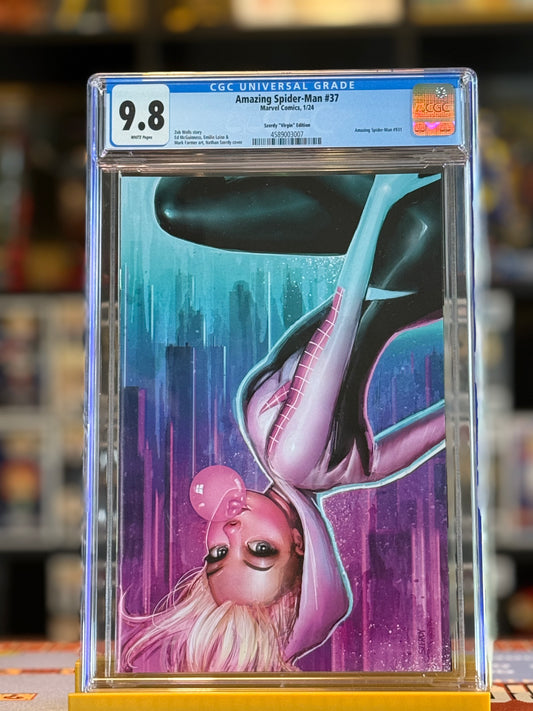 CGC UNIVERSAL GRADE
9.8
WHITE Pages
Amazing Spider-Man #37
Marvel Comics, 1/24
Szerdy "Virgin" Edition
Zeb Wells story
Ed McGuinness, Emilio Laiso &
Mark Farmer art, Nathan Szerdy cover
4589003007
Amazing Spider-Man #931
CGC
SZERDY